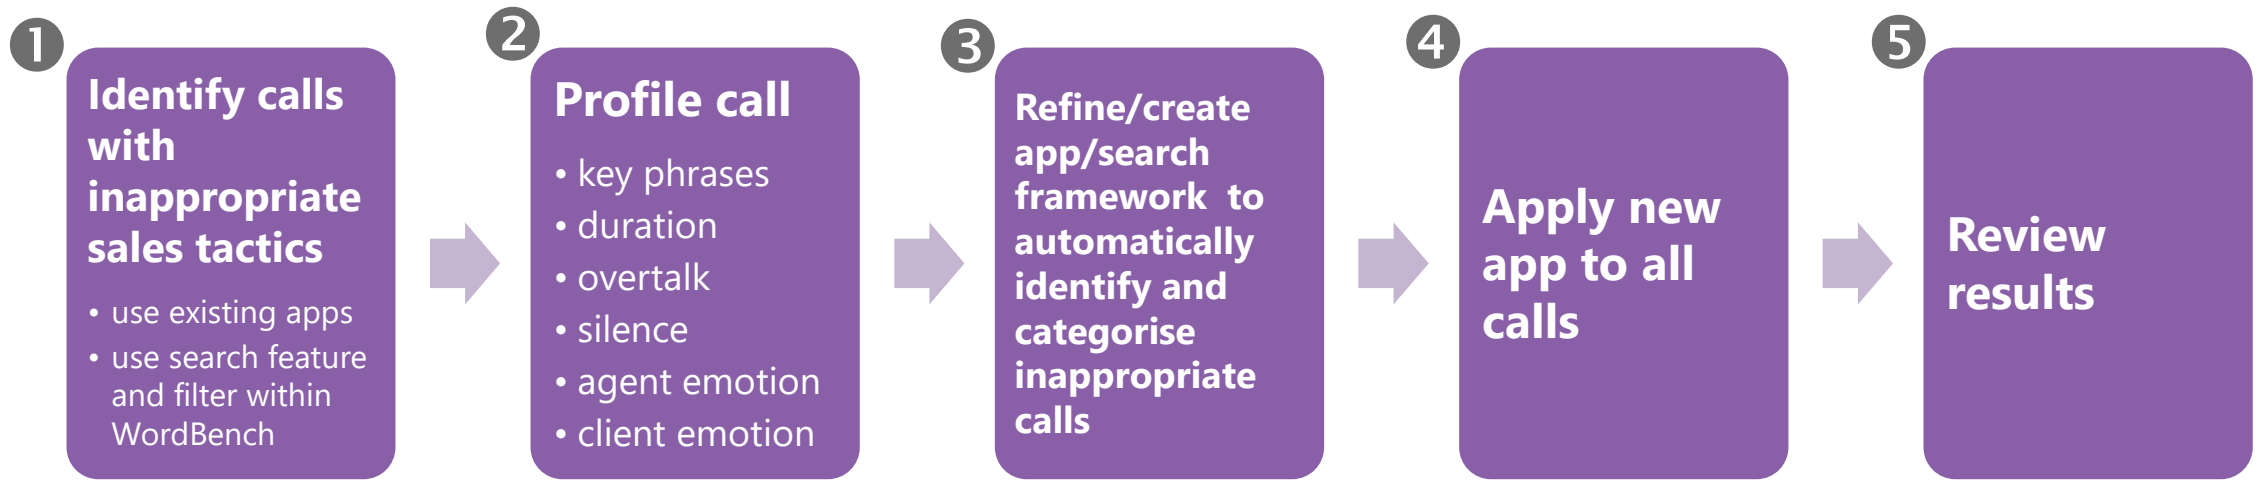 1
Identify calls
with
inappropriate
sales tactics
• use existing apps
• use search feature
and filter within
WordBench
2
Profile call
• key phrases
• duration
• overtalk
• silence
• agent emotion
• client emotion
3
Refine/create
app/search
framework  to
automatically
identify and
categorise
inappropriate
calls
4
Apply new
app to all
calls
5
Review
results